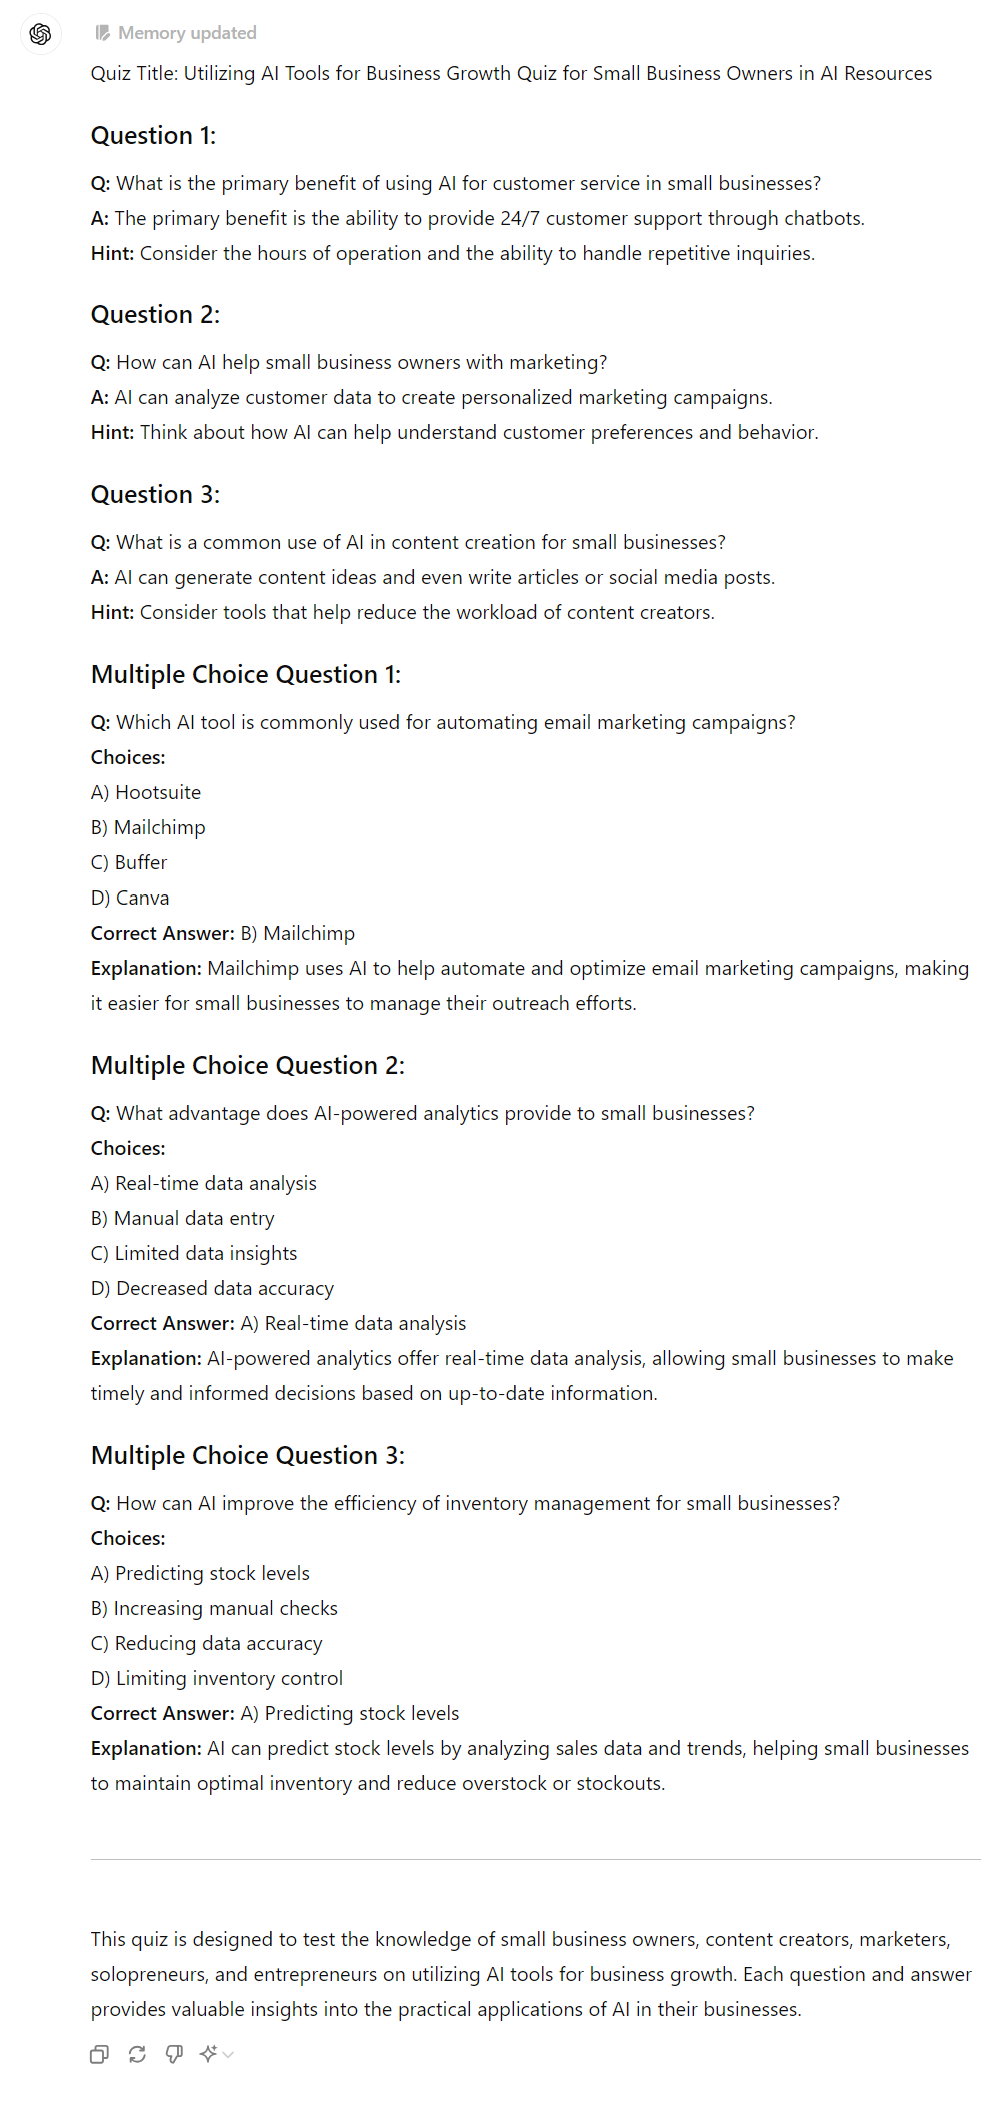 Memory updated
Quiz Title: Utilizing AI Tools for Business Growth Quiz for Small Business Owners in AI Resources
Question 1:
Q: What is the primary benefit of using AI for customer service in small businesses?
A: The primary benefit is the ability to provide 24/7 customer support through chatbots.
Hint: Consider the hours of operation and the ability to handle repetitive inquiries.
Question 2:
Q: How can AI help small business owners with marketing?
A: AI can analyze customer data to create personalized marketing campaigns.
Hint: Think about how AI can help understand customer preferences and behavior.
Question 3:
Q: What is a common use of AI in content creation for small businesses?
A: AI can generate content ideas and even write articles or social media posts.
Hint: Consider tools that help reduce the workload of content creators.
Multiple Choice Question 1:
Q: Which AI tool is commonly used for automating email marketing campaigns?
Choices:
A) Hootsuite
B) Mailchimp
C) Buffer
D) Canva
Correct Answer: B) Mailchimp
Explanation: Mailchimp uses AI to help automate and optimize email marketing campaigns, making
it easier for small businesses to manage their outreach efforts.
Multiple Choice Question 2:
Q: What advantage does AI-powered analytics provide to small businesses?
Choices:
A) Real-time data analysis
B) Manual data entry
C) Limited data insights
D) Decreased data accuracy
Correct Answer: A) Real-time data analysis
Explanation: AI-powered analytics offer real-time data analysis, allowing small businesses to make
timely and informed decisions based on up-to-date information.
Multiple Choice Question 3:
Q: How can AI improve the efficiency of inventory management for small businesses?
Choices:
A) Predicting stock levels
B) Increasing manual checks
C) Reducing data accuracy
D) Limiting inventory control
Correct Answer: A) Predicting stock levels
Explanation: AI can predict stock levels by analyzing sales data and trends, helping small businesses
to maintain optimal inventory and reduce overstock or stockouts.
This quiz is designed to test the knowledge of small business owners, content creators, marketers,
solopreneurs, and entrepreneurs on utilizing AI tools for business growth. Each question and answer
provides valuable insights into the practical applications of AI in their businesses.